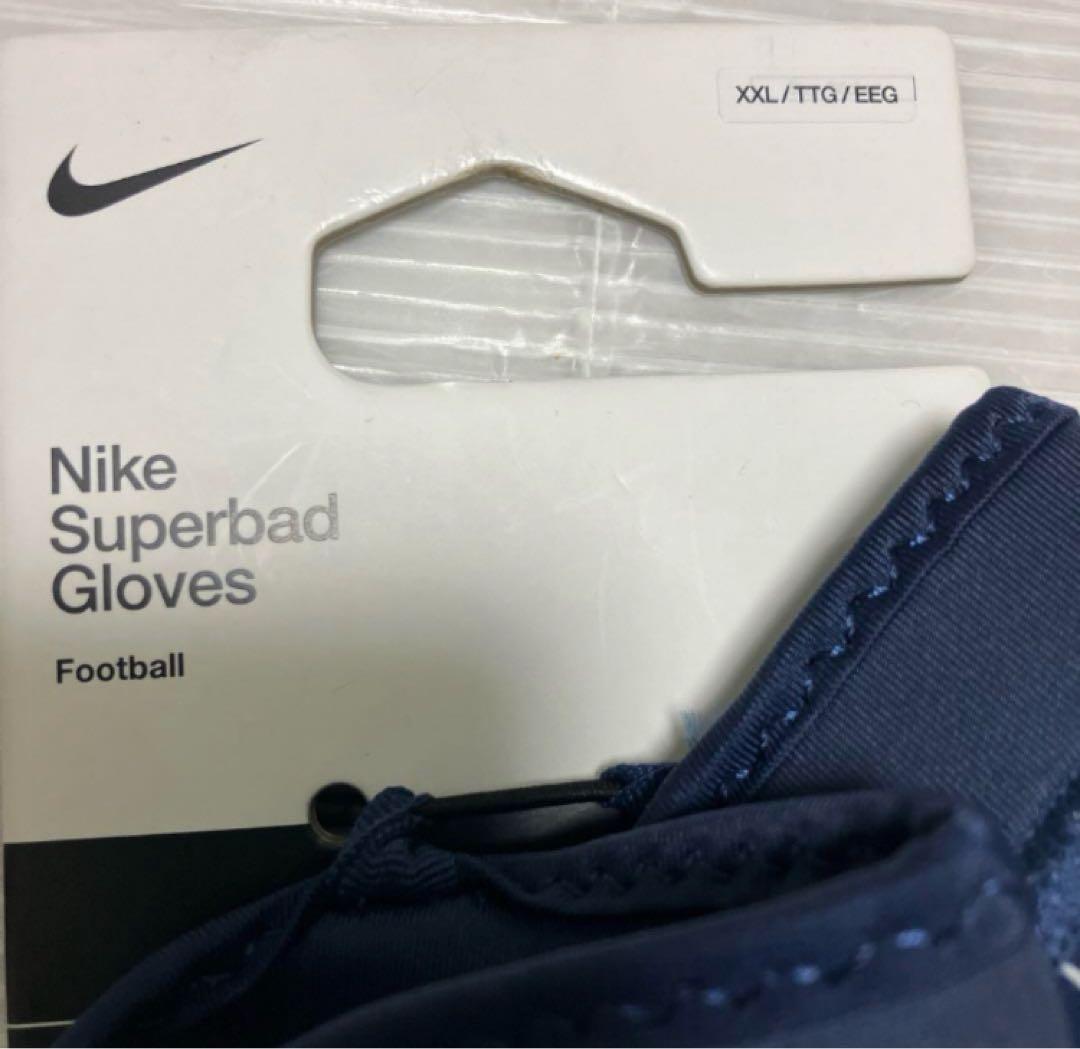 XXL/TTG/EEG
Nike
Superbad
Gloves
Football